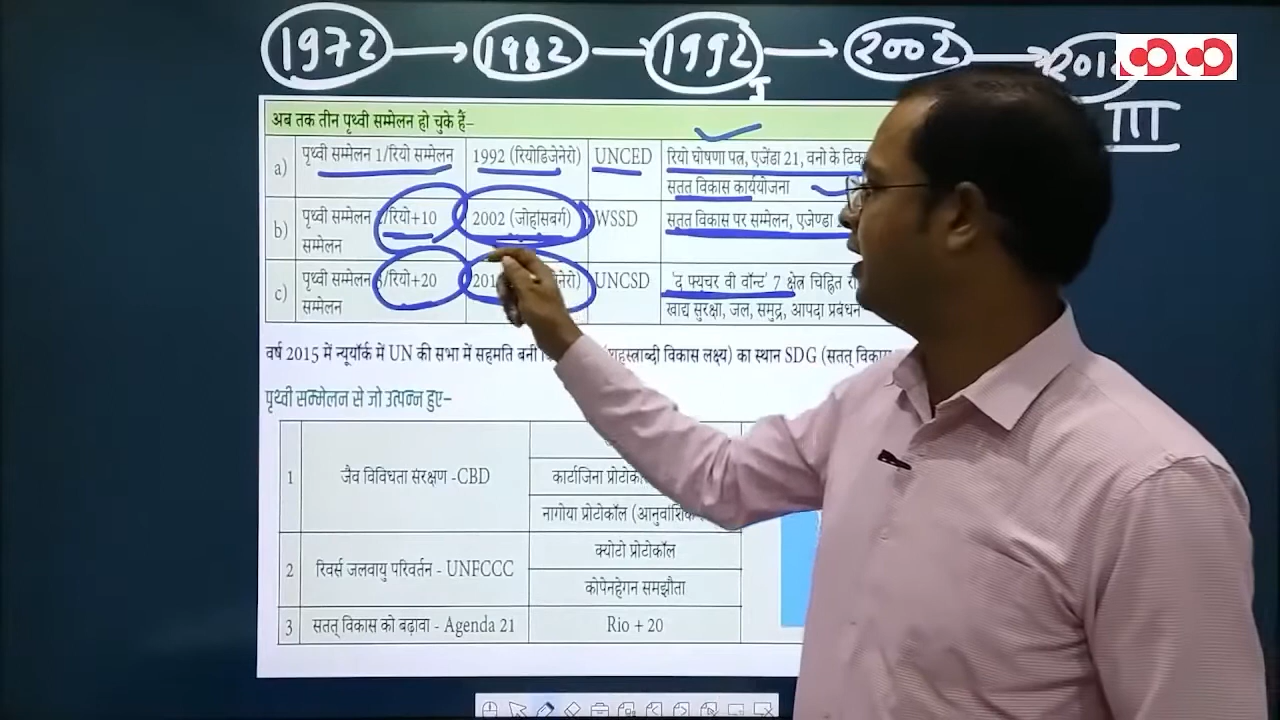 1972 → 1982 → 1992 → 2002 → 201
I
III
अब तक तीन पृथ्वी सम्मेलन हो चुके हैं–
a) पृथ्वी सम्मेलन 1/रियो सम्मेलन 1992 (रियोडिजेनेरो) UNCED रियो घोषणा पत्र, एजेंडा 21, वनो के
सतत विकास कार्ययोजना
b) पृथ्वी सम्मेलन /रियो+10 2002 (जोहांसबर्ग) WSSD सतत विकास पर सम्मेलन, एजेण्डा
सम्मेलन
c) पृथ्वी सम्मेलन /रियो+20 UNCSD 'द फ्यूचर वी वॉन्ट' 7 क्षेत्र चिह्नित
सम्मेलन खाद्य सुरक्षा, जल, समुद्र, आपदा प्रबंधन
वर्ष 2015 में न्यूयॉर्क में UN की सभा में सहमति बनी विकास लक्ष्य) का स्थान SDG (सतत्
पृथ्वी सम्मेलन से जो उत्पन्न हुए–
1 जैव विविधता संरक्षण -CBD
कार्टाजिना
नागोया प्रोटोकॉल
2 रिवर्स जलवायु परिवर्तन - UNFCCC
क्योटो प्रोटोकॉल
कोपेनहेगन समझौता
3 सतत् विकास को बढ़ावा - Agenda 21 Rio + 20